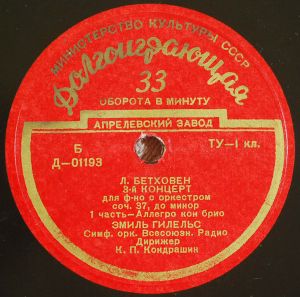 МИНИСТЕРСТВО КУЛЬТУРЫ СССР
Долгоиграющая
33
ОБОРОТА В МИНУТУ
АПРЕЛЕВСКИЙ ЗАВОД
Б
Д—01193
ТУ—I кл.
Л. БЕТХОВЕН
3-й КОНЦЕРТ
для ф-но с оркестром
соч. 37, до минор
1 часть—Аллегро кон брио
ЭМИЛЬ ГИЛЕЛЬС
Симф. орк. Всесоюзн. Радио
Дирижер
К. П. Кондрашин